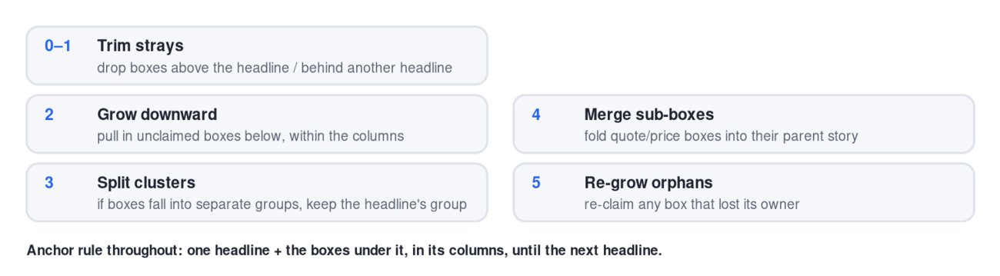 0–1 Trim strays
drop boxes above the headline / behind another headline
2 Grow downward
pull in unclaimed boxes below, within the columns
3 Split clusters
if boxes fall into separate groups, keep the headline's group
4 Merge sub-boxes
fold quote/price boxes into their parent story
5 Re-grow orphans
re-claim any box that lost its owner
Anchor rule throughout: one headline + the boxes under it, in its columns, until the next headline.